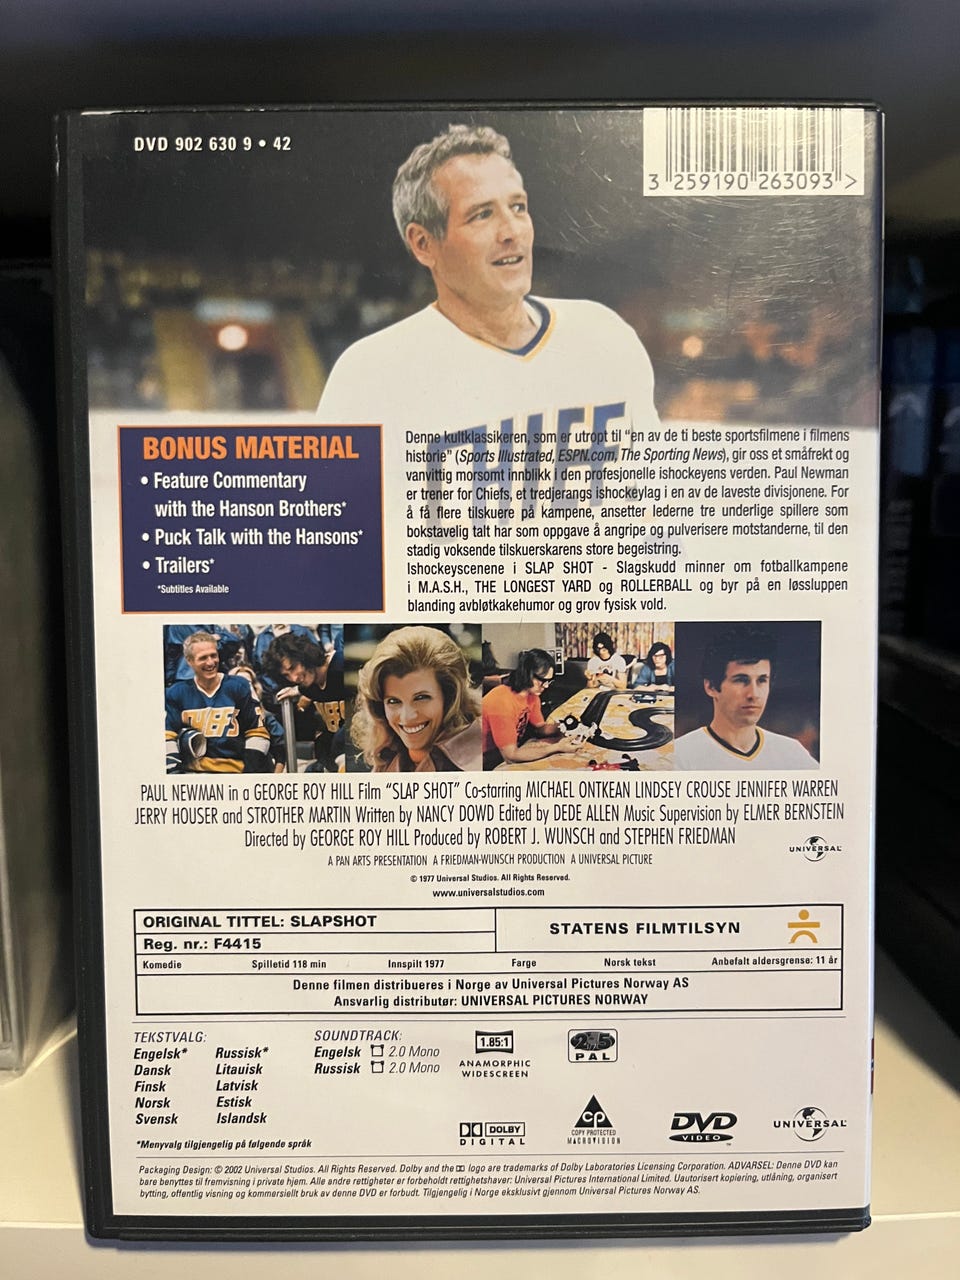 DVD 902 630 9 • 42
3 259190 263093 >
CHIEFS
BONUS MATERIAL
• Feature Commentary
with the Hanson Brothers*
• Puck Talk with the Hansons*
• Trailers*
*Subtitles Available
Denne kultklassikeren, som er utropt til "en av de ti beste sportsfilmene i filmens
historie" (Sports Illustrated, ESPN.com, The Sporting News), gir oss et småfrekt og
vanvittig morsomt innblikk i den profesjonelle ishockeyens verden. Paul Newman
er trener for Chiefs, et tredjerangs ishockeylag i en av de laveste divisjonene. For
å få flere tilskuere på kampene, ansetter lederne tre underlige spillere som
bokstavelig talt har som oppgave å angripe og pulverisere motstanderne, til den
stadig voksende tilskuerskarens store begeistring.
Ishockeyscenene i SLAP SHOT - Slagskudd minner om fotballkampene
i M.A.S.H., THE LONGEST YARD og ROLLERBALL og byr på en løssluppen
blanding avbløtkakehumor og grov fysisk vold.
CHIEFS
PAUL NEWMAN in a GEORGE ROY HILL Film "SLAP SHOT" Co-starring MICHAEL ONTKEAN LINDSEY CROUSE JENNIFER WARREN
JERRY HOUSER and STROTHER MARTIN Written by NANCY DOWD Edited by DEDE ALLEN Music Supervision by ELMER BERNSTEIN
Directed by GEORGE ROY HILL Produced by ROBERT J. WUNSCH and STEPHEN FRIEDMAN
A PAN ARTS PRESENTATION A FRIEDMAN-WUNSCH PRODUCTION A UNIVERSAL PICTURE
UNIVERSAL
© 1977 Universal Studios. All Rights Reserved.
www.universalstudios.com
ORIGINAL TITTEL: SLAPSHOT
Reg. nr.: F4415
STATENS FILMTILSYN
Komedie Spilletid 118 min Innspilt 1977 Farge Norsk tekst Anbefalt aldersgrense: 11 år
Denne filmen distribueres i Norge av Universal Pictures Norway AS
Ansvarlig distributør: UNIVERSAL PICTURES NORWAY
TEKSTVALG:
Engelsk* Russisk*
Dansk Litauisk
Finsk Latvisk
Norsk Estisk
Svensk Islandsk
*Menyvalg tilgjengelig på følgende språk
SOUNDTRACK:
Engelsk 2.0 Mono
Russisk 2.0 Mono
1.85:1
ANAMORPHIC
WIDESCREEN
2 5
PAL
DOLBY
DIGITAL
CP
COPY PROTECTED
MACROVISION
DVD
VIDEO
UNIVERSAL
Packaging Design: © 2002 Universal Studios. All Rights Reserved. Dolby and the logo are trademarks of Dolby Laboratories Licensing Corporation. ADVARSEL: Denne DVD kan
bare benyttes til fremvisning i private hjem. Alle andre rettigheter er forbeholdt rettighetshaver: Universal Pictures International Limited. Uautorisert kopiering, utlåning, organisert
bytting, offentlig visning og kommersiellt bruk av denne DVD er forbudt. Tilgjengelig i Norge eksklusivt gjennom Universal Pictures Norway AS.